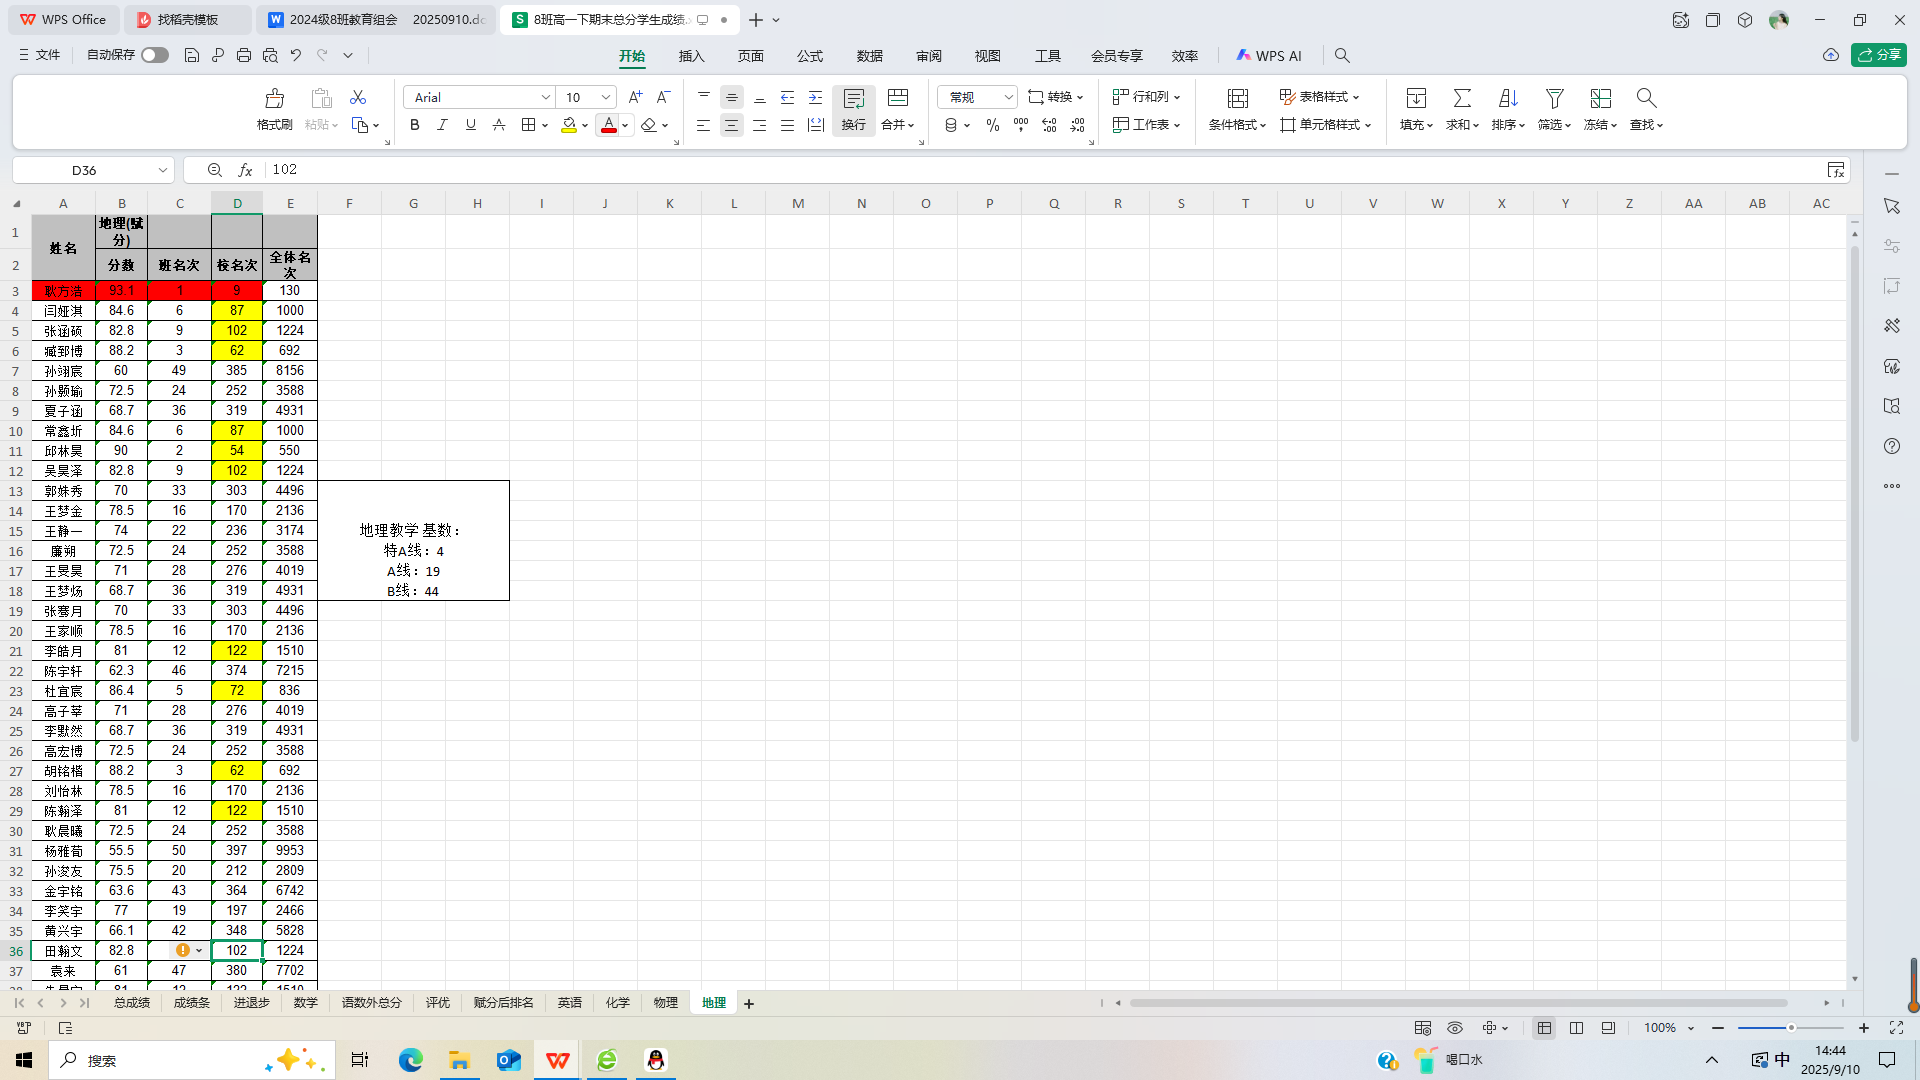 WPS Office 找稻壳模板 2024级8班教育组会 20250910.do 8班高一下期末总分学生成绩.
文件 自动保存 开始 插入 页面 公式 数据 审阅 视图 工具 会员专享 效率 WPS AI 分享
格式刷 粘贴 Arial 10 换行 合并 常规 转换 行和列 工作表 条件格式 表格样式 单元格样式 填充 求和 排序 筛选 冻结 查找
D36 fx 102
A B C D E F G H I J K L M N O P Q R S T U V W X Y Z AA AB AC
1 姓名 地理(赋分)
2 分数 班名次 校名次 全体名次
3 耿方浩 93.1 1 9 130
4 闫娅淇 84.6 6 87 1000
5 张涵硕 82.8 9 102 1224
6 臧郅博 88.2 3 62 692
7 孙翊宸 60 49 385 8156
8 孙颢瑜 72.5 24 252 3588
9 夏子涵 68.7 36 319 4931
10 常鑫圻 84.6 6 87 1000
11 邱林昊 90 2 54 550
12 吴昊泽 82.8 9 102 1224
13 郭姝秀 70 33 303 4496
14 王梦金 78.5 16 170 2136
15 王静一 74 22 236 3174
16 廉朔 72.5 24 252 3588
17 王旻昊 71 28 276 4019
18 王梦炀 68.7 36 319 4931
地理教学 基数：
特A线：4
A线：19
B线：44
19 张骞月 70 33 303 4496
20 王家顺 78.5 16 170 2136
21 李皓月 81 12 122 1510
22 陈宇轩 62.3 46 374 7215
23 杜宜宸 86.4 5 72 836
24 高子莘 71 28 276 4019
25 李默然 68.7 36 319 4931
26 高宏博 72.5 24 252 3588
27 胡铭楷 88.2 3 62 692
28 刘怡林 78.5 16 170 2136
29 陈瀚泽 81 12 122 1510
30 耿晨曦 72.5 24 252 3588
31 杨雅荀 55.5 50 397 9953
32 孙浚友 75.5 20 212 2809
33 金宇铭 63.6 43 364 6742
34 李笑宇 77 19 197 2466
35 黄兴宇 66.1 42 348 5828
36 田翰文 82.8 102 1224
37 袁来 61 47 380 7702
81 12 122 1510
总成绩 成绩条 进退步 数学 语数外总分 评优 赋分后排名 英语 化学 物理 地理
100%
搜索 喝口水 中 14:44
2025/9/10